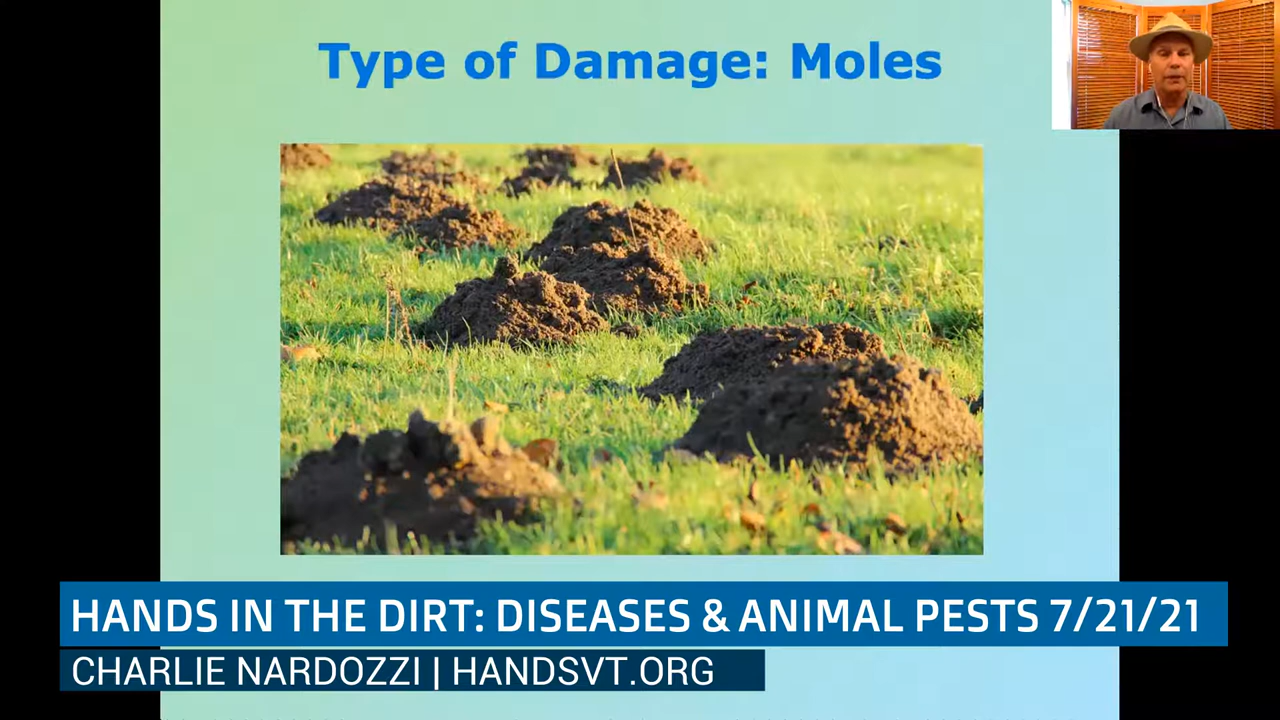 Type of Damage: Moles
HANDS IN THE DIRT: DISEASES & ANIMAL PESTS 7/21/21
CHARLIE NARDOZZI | HANDSVT.ORG